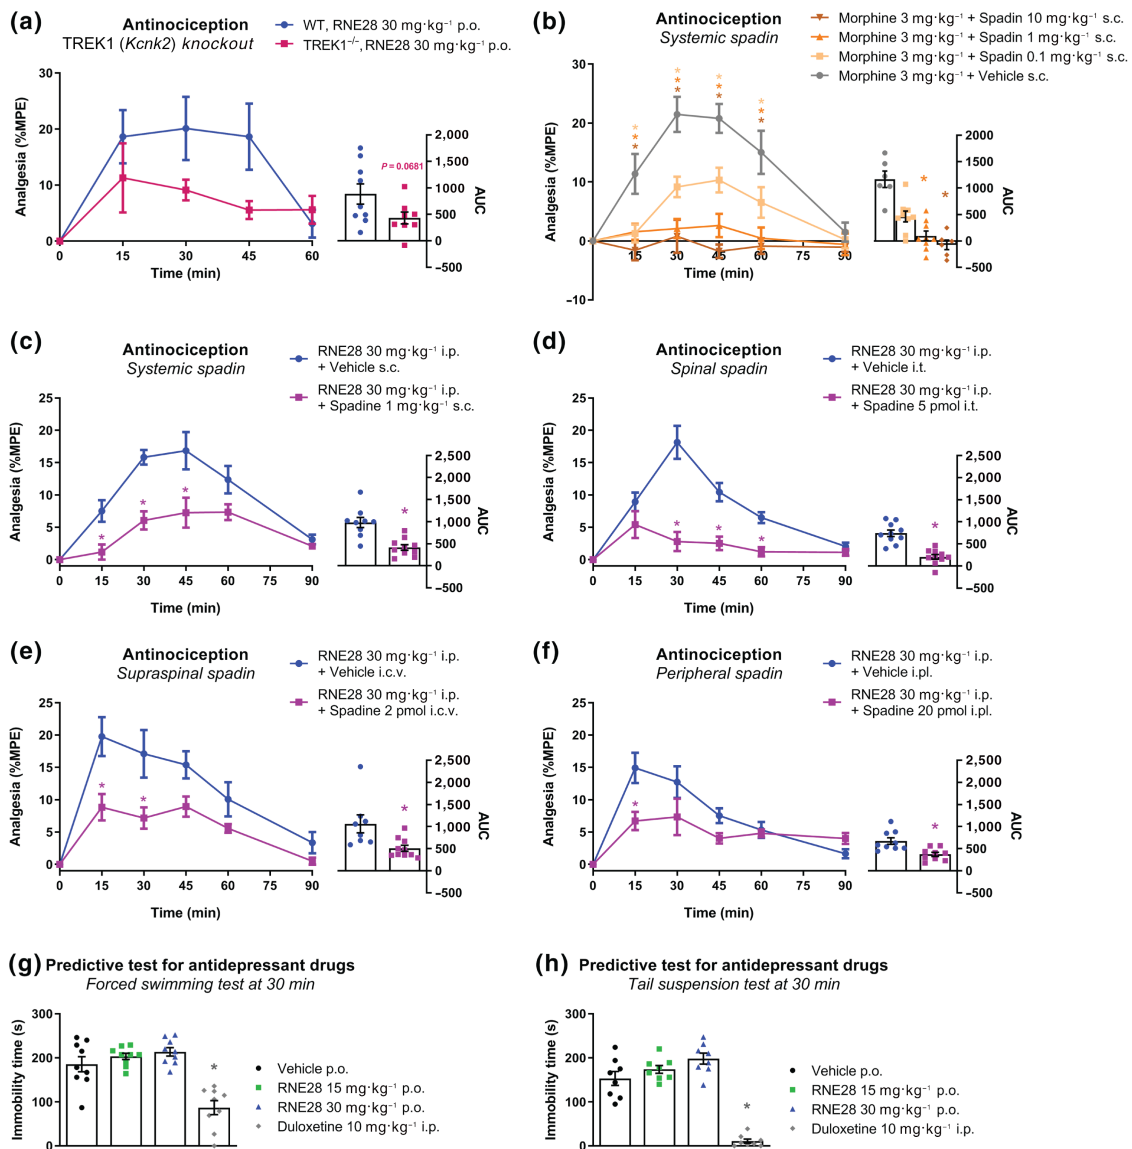 (a)
Antinociception
TREK1 (Kcnk2) knockout
WT, RNE28 30 mg·kg⁻¹ p.o.
TREK1⁻/⁻, RNE28 30 mg·kg⁻¹ p.o.
Analgesia (%MPE)
30
20
10
0
0
15
30
45
60
Time (min)
P = 0.0681
2,000
1500
1000
500
0
−500
AUC
(b)
Antinociception
Systemic spadin
Morphine 3 mg·kg⁻¹ + Spadin 10 mg·kg⁻¹ s.c.
Morphine 3 mg·kg⁻¹ + Spadin 1 mg·kg⁻¹ s.c.
Morphine 3 mg·kg⁻¹ + Spadin 0.1 mg·kg⁻¹ s.c.
Morphine 3 mg·kg⁻¹ + Vehicle s.c.
Analgesia (%MPE)
30
20
10
0
−10
* * *
* * *
* * *
* * *
15
30
45
60
75
90
Time (min)
*
*
2,000
1500
1000
500
0
−500
AUC
(c)
Antinociception
Systemic spadin
RNE28 30 mg·kg⁻¹ i.p.
+ Vehicle s.c.
RNE28 30 mg·kg⁻¹ i.p.
+ Spadine 1 mg·kg⁻¹ s.c.
Analgesia (%MPE)
25
20
15
10
5
0
*
*
*
0
15
30
45
60
75
90
Time (min)
*
2,500
2,000
1,500
1,000
500
0
−500
AUC
(d)
Antinociception
Spinal spadin
RNE28 30 mg·kg⁻¹ i.p.
+ Vehicle i.t.
RNE28 30 mg·kg⁻¹ i.p.
+ Spadine 5 pmol i.t.
Analgesia (%MPE)
25
20
15
10
5
0
*
*
*
0
15
30
45
60
75
90
Time (min)
*
2,500
2,000
1,500
1,000
500
0
−500
AUC
(e)
Antinociception
Supraspinal spadin
RNE28 30 mg·kg⁻¹ i.p.
+ Vehicle i.c.v.
RNE28 30 mg·kg⁻¹ i.p.
+ Spadine 2 pmol i.c.v.
Analgesia (%MPE)
25
20
15
10
5
0
*
*
0
15
30
45
60
75
90
Time (min)
*
2,500
2,000
1,500
1,000
500
0
−500
AUC
(f)
Antinociception
Peripheral spadin
RNE28 30 mg·kg⁻¹ i.p.
+ Vehicle i.pl.
RNE28 30 mg·kg⁻¹ i.p.
+ Spadine 20 pmol i.pl.
Analgesia (%MPE)
25
20
15
10
5
0
*
0
15
30
45
60
75
90
Time (min)
*
2,500
2,000
1,500
1,000
500
0
−500
AUC
(g)
Predictive test for antidepressant drugs
Forced swimming test at 30 min
Immobility time (s)
300
200
100
0
*
Vehicle p.o.
RNE28 15 mg·kg⁻¹ p.o.
RNE28 30 mg·kg⁻¹ p.o.
Duloxetine 10 mg·kg⁻¹ i.p.
(h)
Predictive test for antidepressant drugs
Tail suspension test at 30 min
Immobility time (s)
300
200
100
0
*
Vehicle p.o.
RNE28 15 mg·kg⁻¹ p.o.
RNE28 30 mg·kg⁻¹ p.o.
Duloxetine 10 mg·kg⁻¹ i.p.